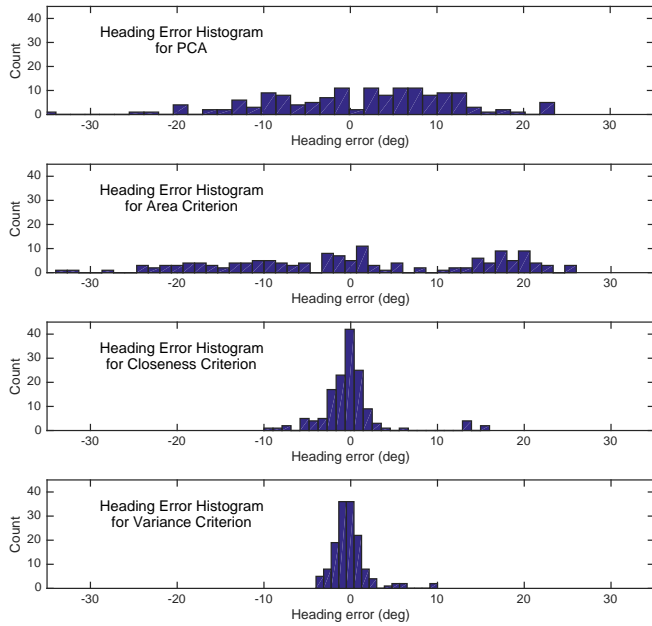 40
30
20
10
0
Count
Heading Error Histogram
for PCA
-30 -20 -10 0 10 20 30
Heading error (deg)
40
30
20
10
0
Count
Heading Error Histogram
for Area Criterion
-30 -20 -10 0 10 20 30
Heading error (deg)
40
30
20
10
0
Count
Heading Error Histogram
for Closeness Criterion
-30 -20 -10 0 10 20 30
Heading error (deg)
40
30
20
10
0
Count
Heading Error Histogram
for Variance Criterion
-30 -20 -10 0 10 20 30
Heading error (deg)